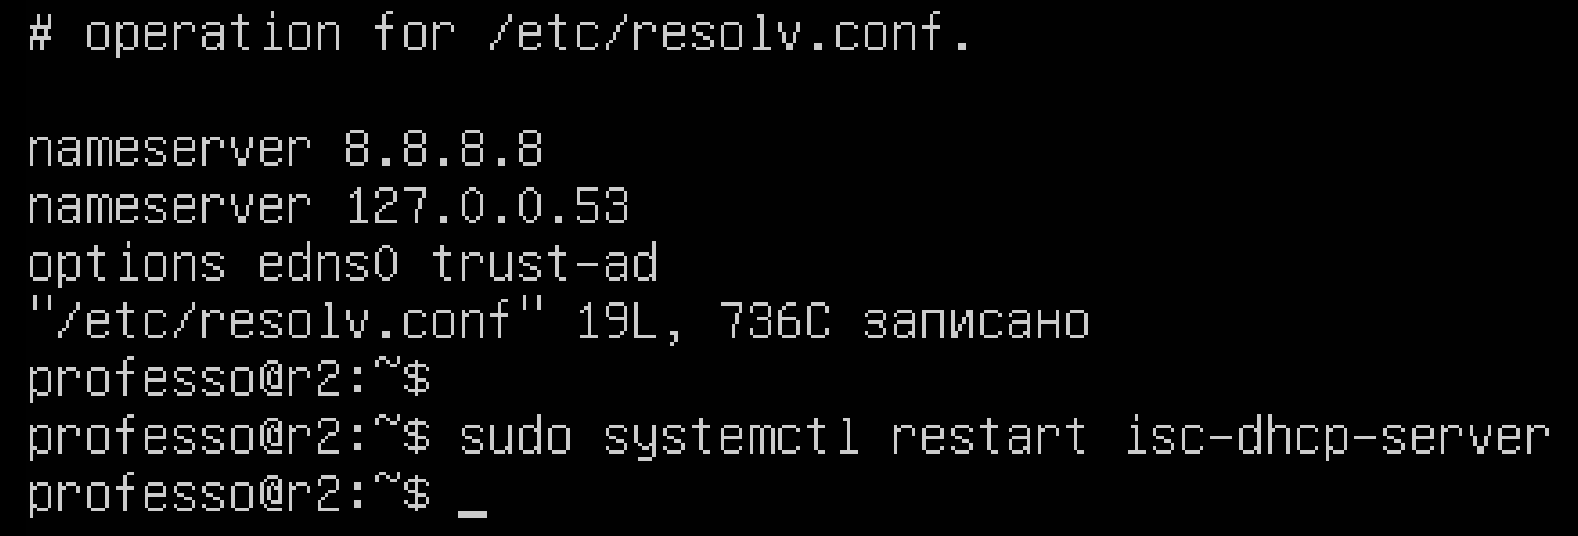 # operation for /etc/resolv.conf.
nameserver 8.8.8.8
nameserver 127.0.0.53
options edns0 trust-ad
"/etc/resolv.conf" 19L, 736C записано
professo@r2:~$
professo@r2:~$ sudo systemctl restart isc-dhcp-server
professo@r2:~$ _